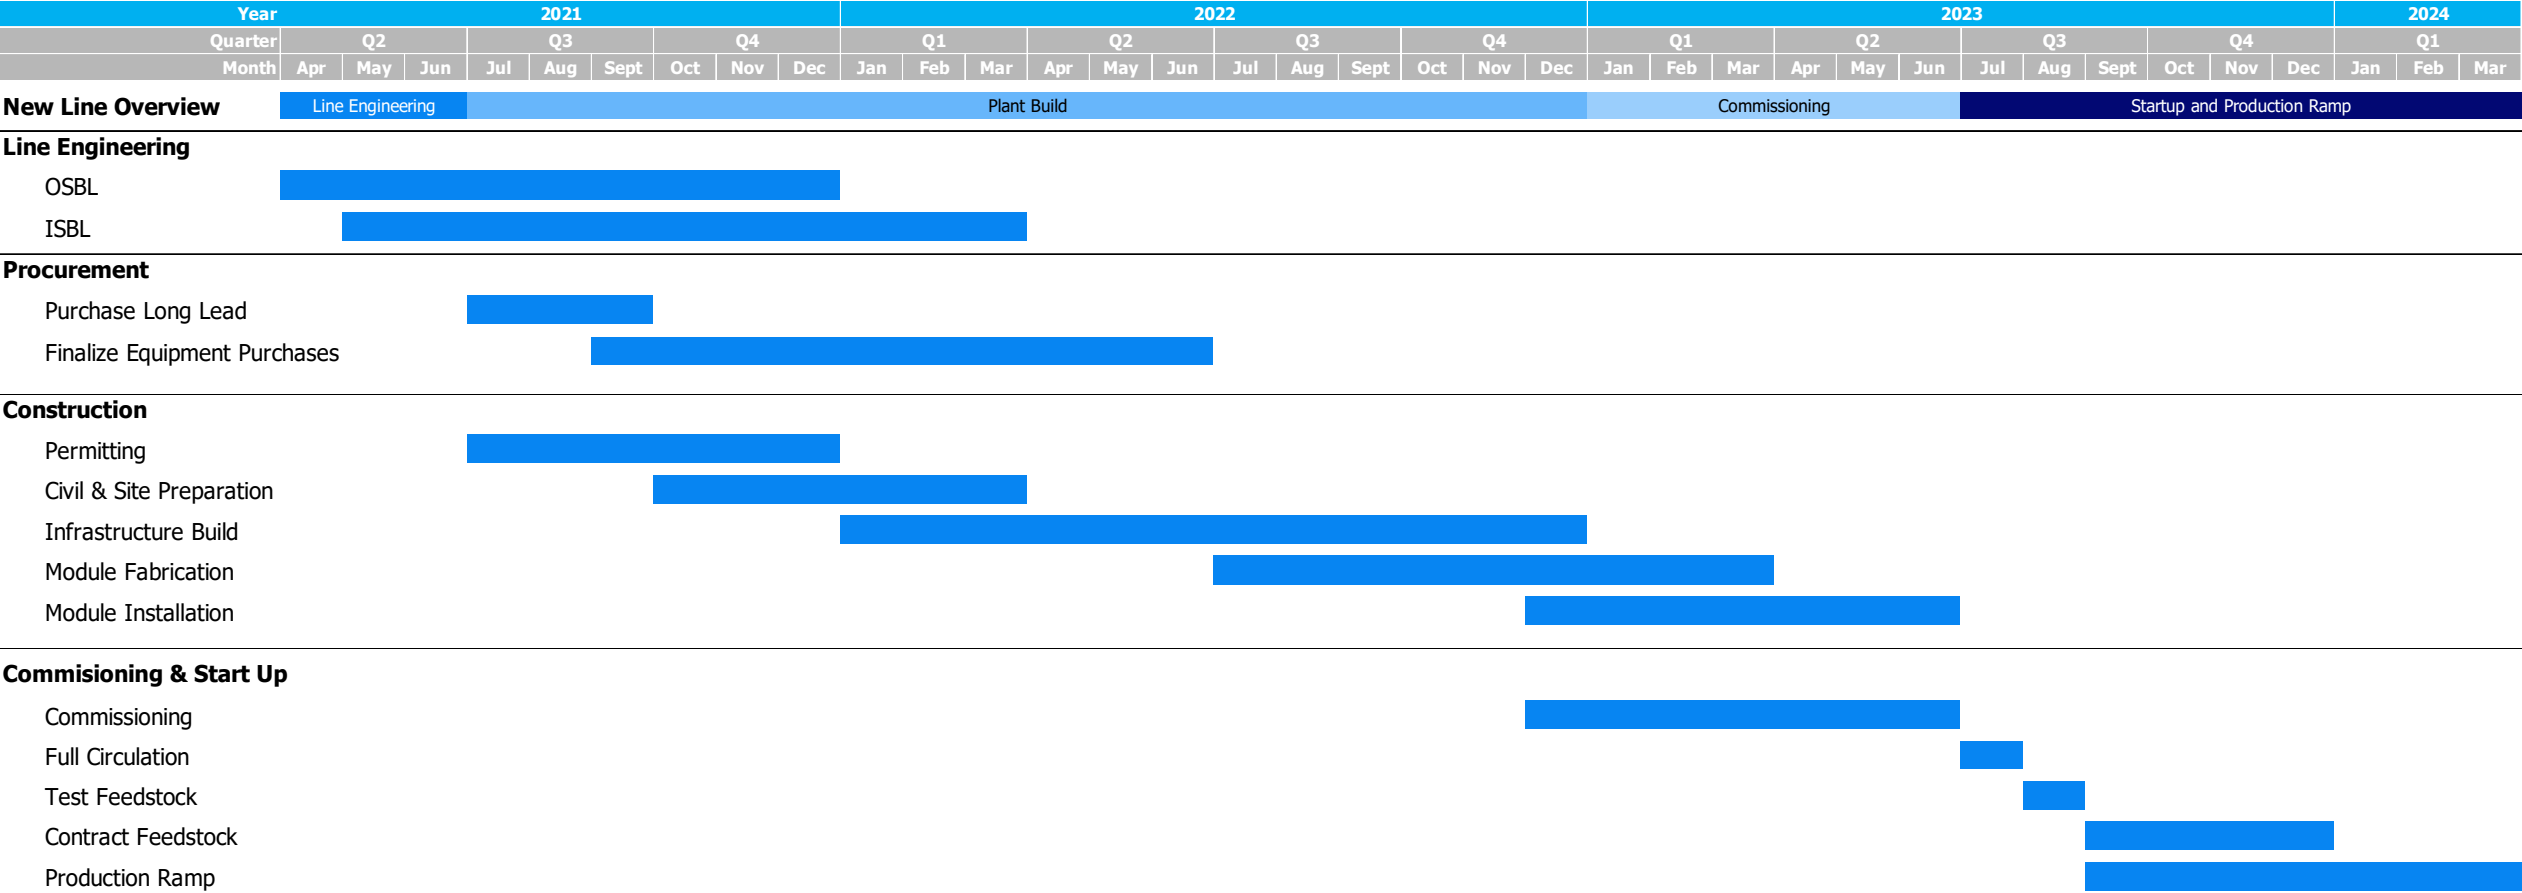 Year 2021 2022 2023 2024
Quarter Q2 Q3 Q4 Q1 Q2 Q3 Q4 Q1 Q2 Q3 Q4 Q1
Month Apr May Jun Jul Aug Sept Oct Nov Dec Jan Feb Mar Apr May Jun Jul Aug Sept Oct Nov Dec Jan Feb Mar Apr May Jun Jul Aug Sept Oct Nov Dec Jan Feb Mar
New Line Overview Line Engineering Plant Build Commissioning Startup and Production Ramp
Line Engineering
OSBL
ISBL
Procurement
Purchase Long Lead
Finalize Equipment Purchases
Construction
Permitting
Civil & Site Preparation
Infrastructure Build
Module Fabrication
Module Installation
Commisioning & Start Up
Commissioning
Full Circulation
Test Feedstock
Contract Feedstock
Production Ramp